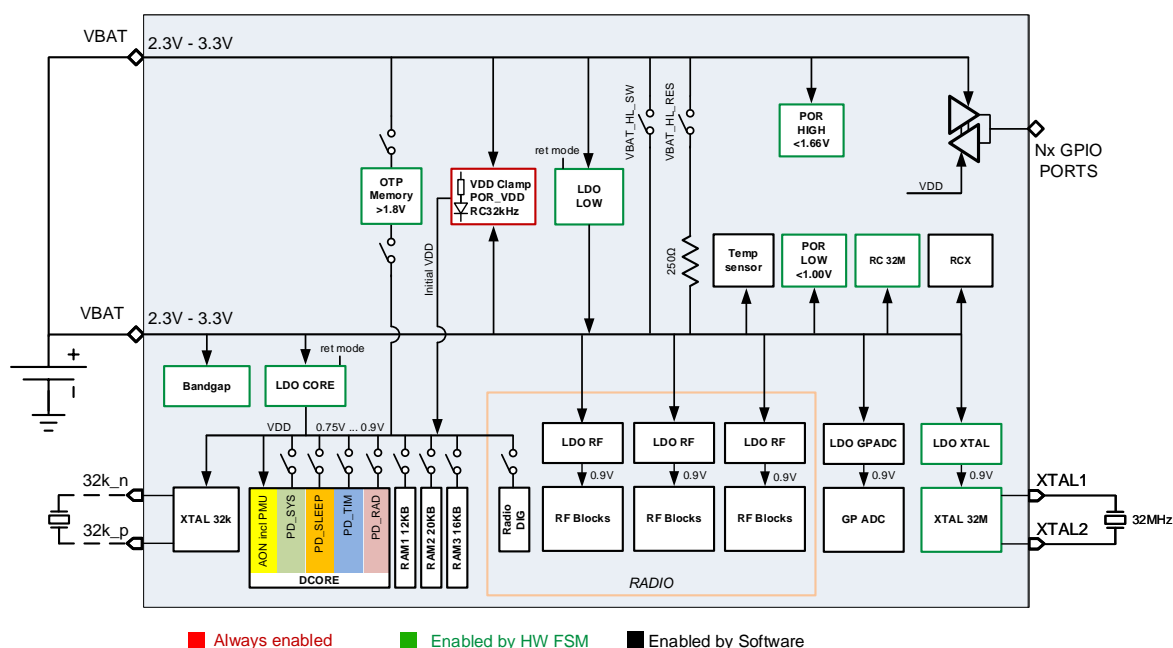 VBAT
2.3V - 3.3V
VBAT_HL_SW
VBAT_HL_RES
POR
HIGH
<1.66V
Nx GPIO
PORTS
VDD
ret mode
OTP
Memory
>1.8V
VDD Clamp
POR_VDD
RC32kHz
LDO
LOW
Initial VDD
250Ω
Temp
sensor
POR
LOW
<1.00V
RC 32M
RCX
VBAT
2.3V - 3.3V
ret mode
+
Bandgap
LDO CORE
VDD
0.75V ... 0.9V
LDO RF
LDO RF
LDO RF
LDO GPADC
LDO XTAL
0.9V
0.9V
0.9V
0.9V
0.9V
32k_n
32k_p
XTAL 32k
AON incl PMU
PD_SYS
PD_SLEEP
PD_TIM
PD_RAD
DCORE
RAM1 12KB
RAM2 20KB
RAM3 16KB
Radio
DIG
RF Blocks
RF Blocks
RF Blocks
GP ADC
XTAL 32M
XTAL1
XTAL2
32MHz
RADIO
Always enabled
Enabled by HW FSM
Enabled by Software